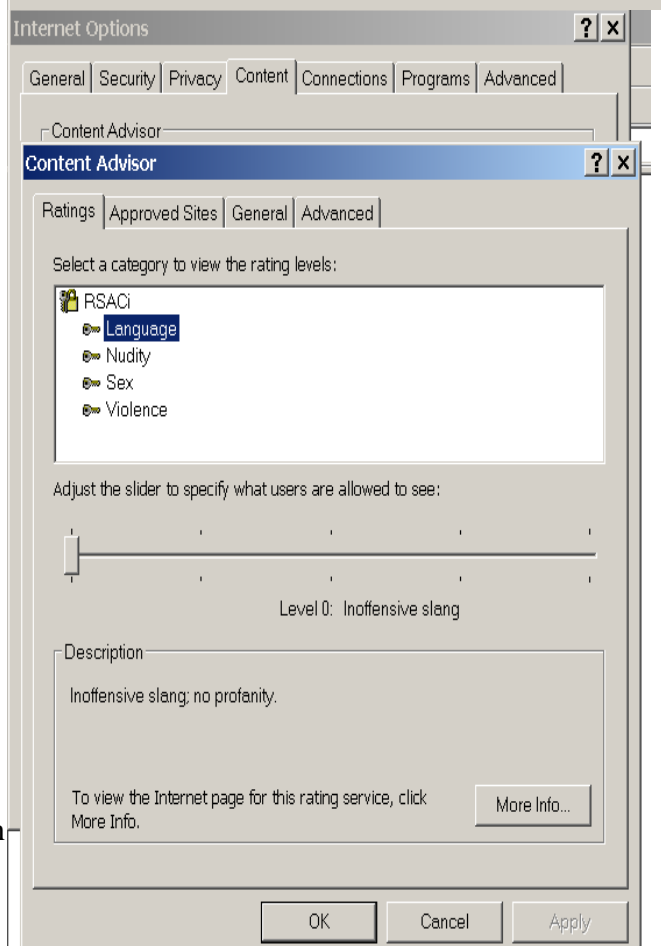 Internet Options
General Security Privacy Content Connections Programs Advanced
Content Advisor
Content Advisor
Ratings Approved Sites General Advanced
Select a category to view the rating levels:
RSACi
Language
Nudity
Sex
Violence
Adjust the slider to specify what users are allowed to see:
Level 0: Inoffensive slang
Description
Inoffensive slang; no profanity.
To view the Internet page for this rating service, click
More Info.
More Info...
OK Cancel Apply